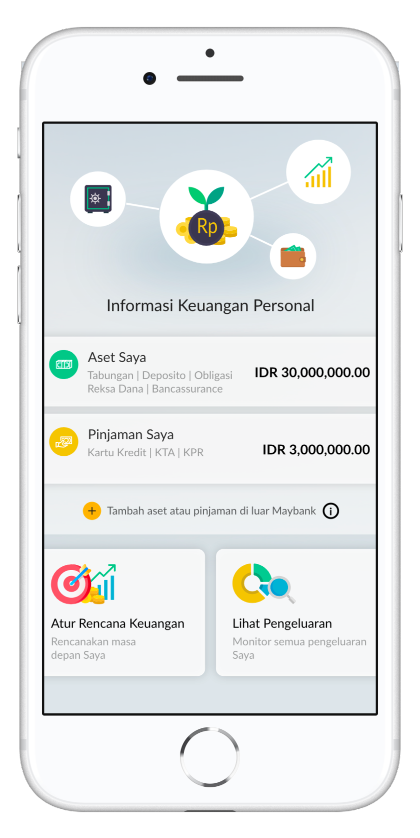 Rp
Informasi Keuangan Personal
Aset Saya
Tabungan | Deposito | Obligasi
Reksa Dana | Bancassurance
IDR 30,000,000.00
Pinjaman Saya
Kartu Kredit | KTA | KPR
IDR 3,000,000.00
Tambah aset atau pinjaman di luar Maybank
Atur Rencana Keuangan
Rencanakan masa
depan Saya
Lihat Pengeluaran
Monitor semua pengeluaran
Saya